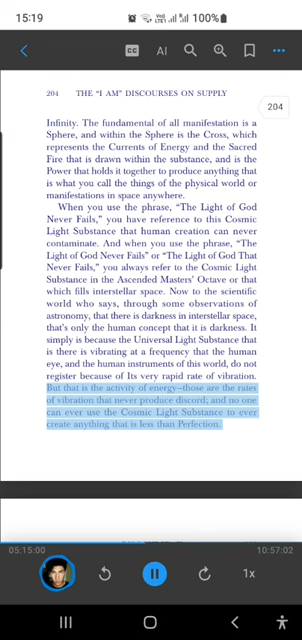 15:19
VoI LTE1
100%
CC
AI
204 THE “I AM” DISCOURSES ON SUPPLY
204
Infinity. The fundamental of all manifestation is a
Sphere, and within the Sphere is the Cross, which
represents the Currents of Energy and the Sacred
Fire that is drawn within the substance, and is the
Power that holds it together to produce anything that
is what you call the things of the physical world or
manifestations in space anywhere.
When you use the phrase, “The Light of God
Never Fails,” you have reference to this Cosmic
Light Substance that human creation can never
contaminate. And when you use the phrase, “The
Light of God Never Fails” or “The Light of God That
Never Fails,” you always refer to the Cosmic Light
Substance in the Ascended Masters’ Octave or that
which fills interstellar space. Now to the scientific
world who says, through some observations of
astronomy, that there is darkness in interstellar space,
that’s only the human concept that it is darkness. It
simply is because the Universal Light Substance that
is there is vibrating at a frequency that the human
eye, and the human instruments of this world, do not
register because of Its very rapid rate of vibration.
But that is the activity of energy—those are the rates
of vibration that never produce discord; and no one
can ever use the Cosmic Light Substance to ever
create anything that is less than Perfection.
05:15:00
10:57:02
1x